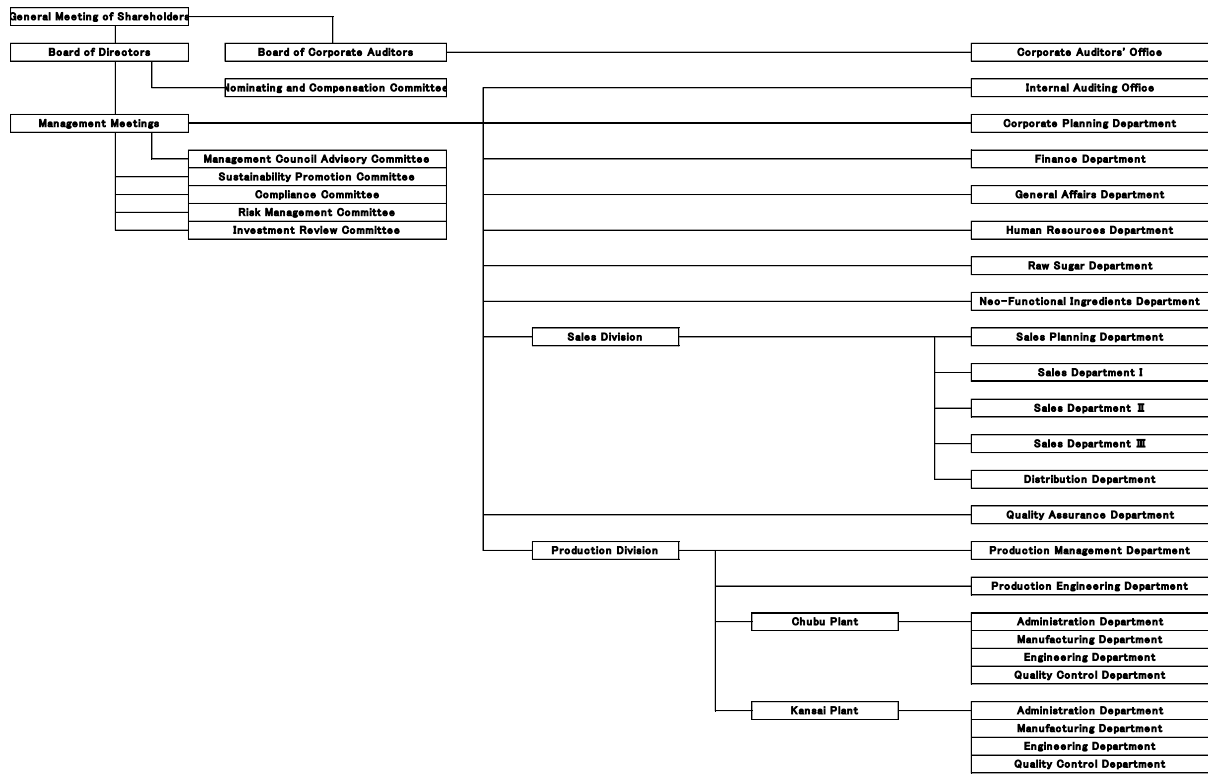 General Meeting of Shareholders
Board of Directors
Board of Corporate Auditors
Corporate Auditors' Office
Nominating and Compensation Committee
Internal Auditing Office
Management Meetings
Corporate Planning Department
Management Council Advisory Committee
Finance Department
Sustainability Promotion Committee
Compliance Committee
General Affairs Department
Risk Management Committee
Investment Review Committee
Human Resources Department
Raw Sugar Department
Neo-Functional Ingredients Department
Sales Division
Sales Planning Department
Sales Department I
Sales Department Ⅱ
Sales Department Ⅲ
Distribution Department
Quality Assurance Department
Production Division
Production Management Department
Production Engineering Department
Chubu Plant
Administration Department
Manufacturing Department
Engineering Department
Quality Control Department
Kansai Plant
Administration Department
Manufacturing Department
Engineering Department
Quality Control Department